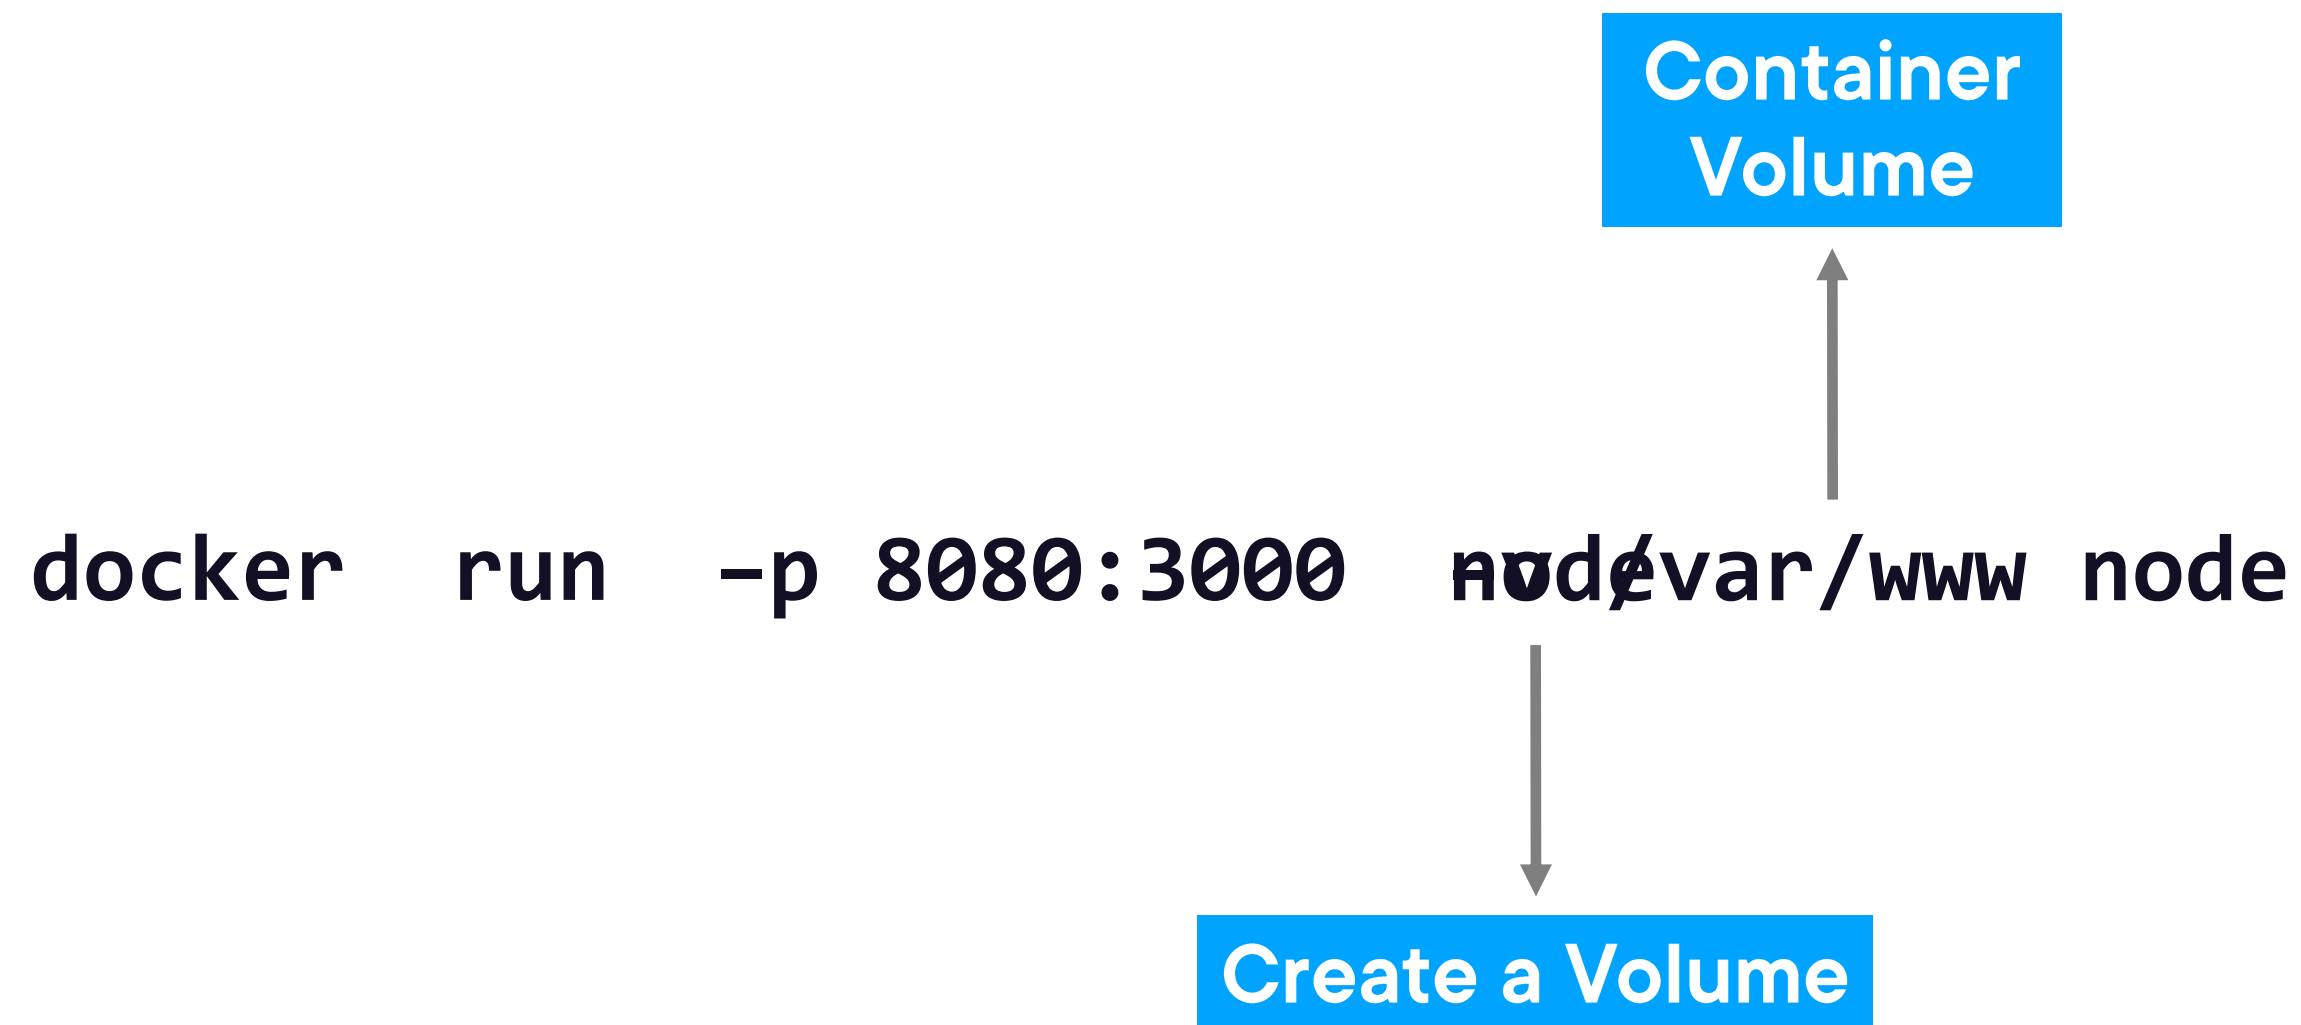 Container
Volume
docker run -p 8080:3000 -v /var/www node
Create a Volume